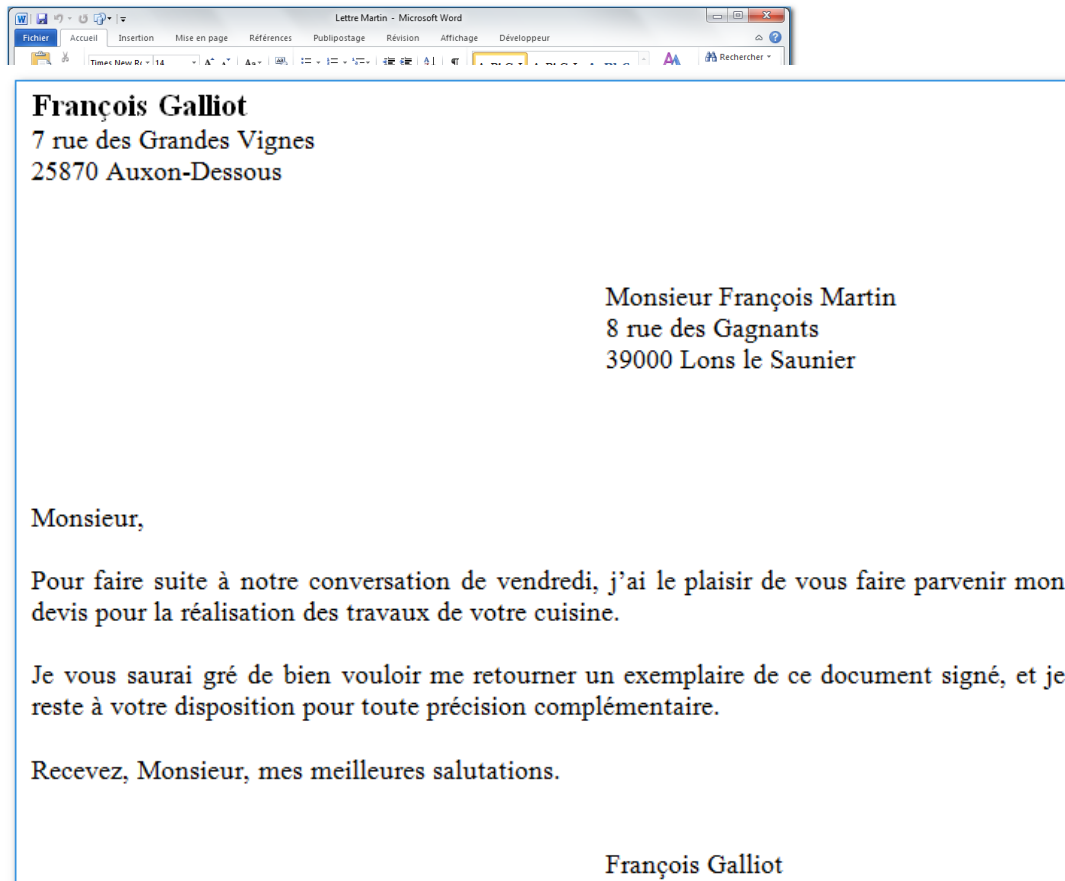 Lettre Martin - Microsoft Word
Fichier Accueil Insertion Mise en page Références Publipostage Révision Affichage Développeur
Times New Ro 14 Rechercher
François Galliot
7 rue des Grandes Vignes
25870 Auxon-Dessous
Monsieur François Martin
8 rue des Gagnants
39000 Lons le Saunier
Monsieur,
Pour faire suite à notre conversation de vendredi, j’ai le plaisir de vous faire parvenir mon
devis pour la réalisation des travaux de votre cuisine.
Je vous saurai gré de bien vouloir me retourner un exemplaire de ce document signé, et je
reste à votre disposition pour toute précision complémentaire.
Recevez, Monsieur, mes meilleures salutations.
François Galliot